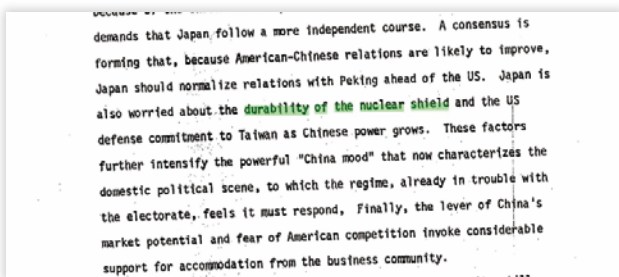 demands that Japan follow a more independent course. A consensus is
forming that, because American-Chinese relations are likely to improve,
Japan should normalize relations with Peking ahead of the US. Japan is
also worried about the durability of the nuclear shield and the US
defense commitment to Taiwan as Chinese power grows. These factors
further intensify the powerful "China mood" that now characterizes the
domestic political scene, to which the regime, already in trouble with
the electorate, feels it must respond, Finally, the lever of China's
market potential and fear of American competition invoke considerable
support for accommodation from the business community.